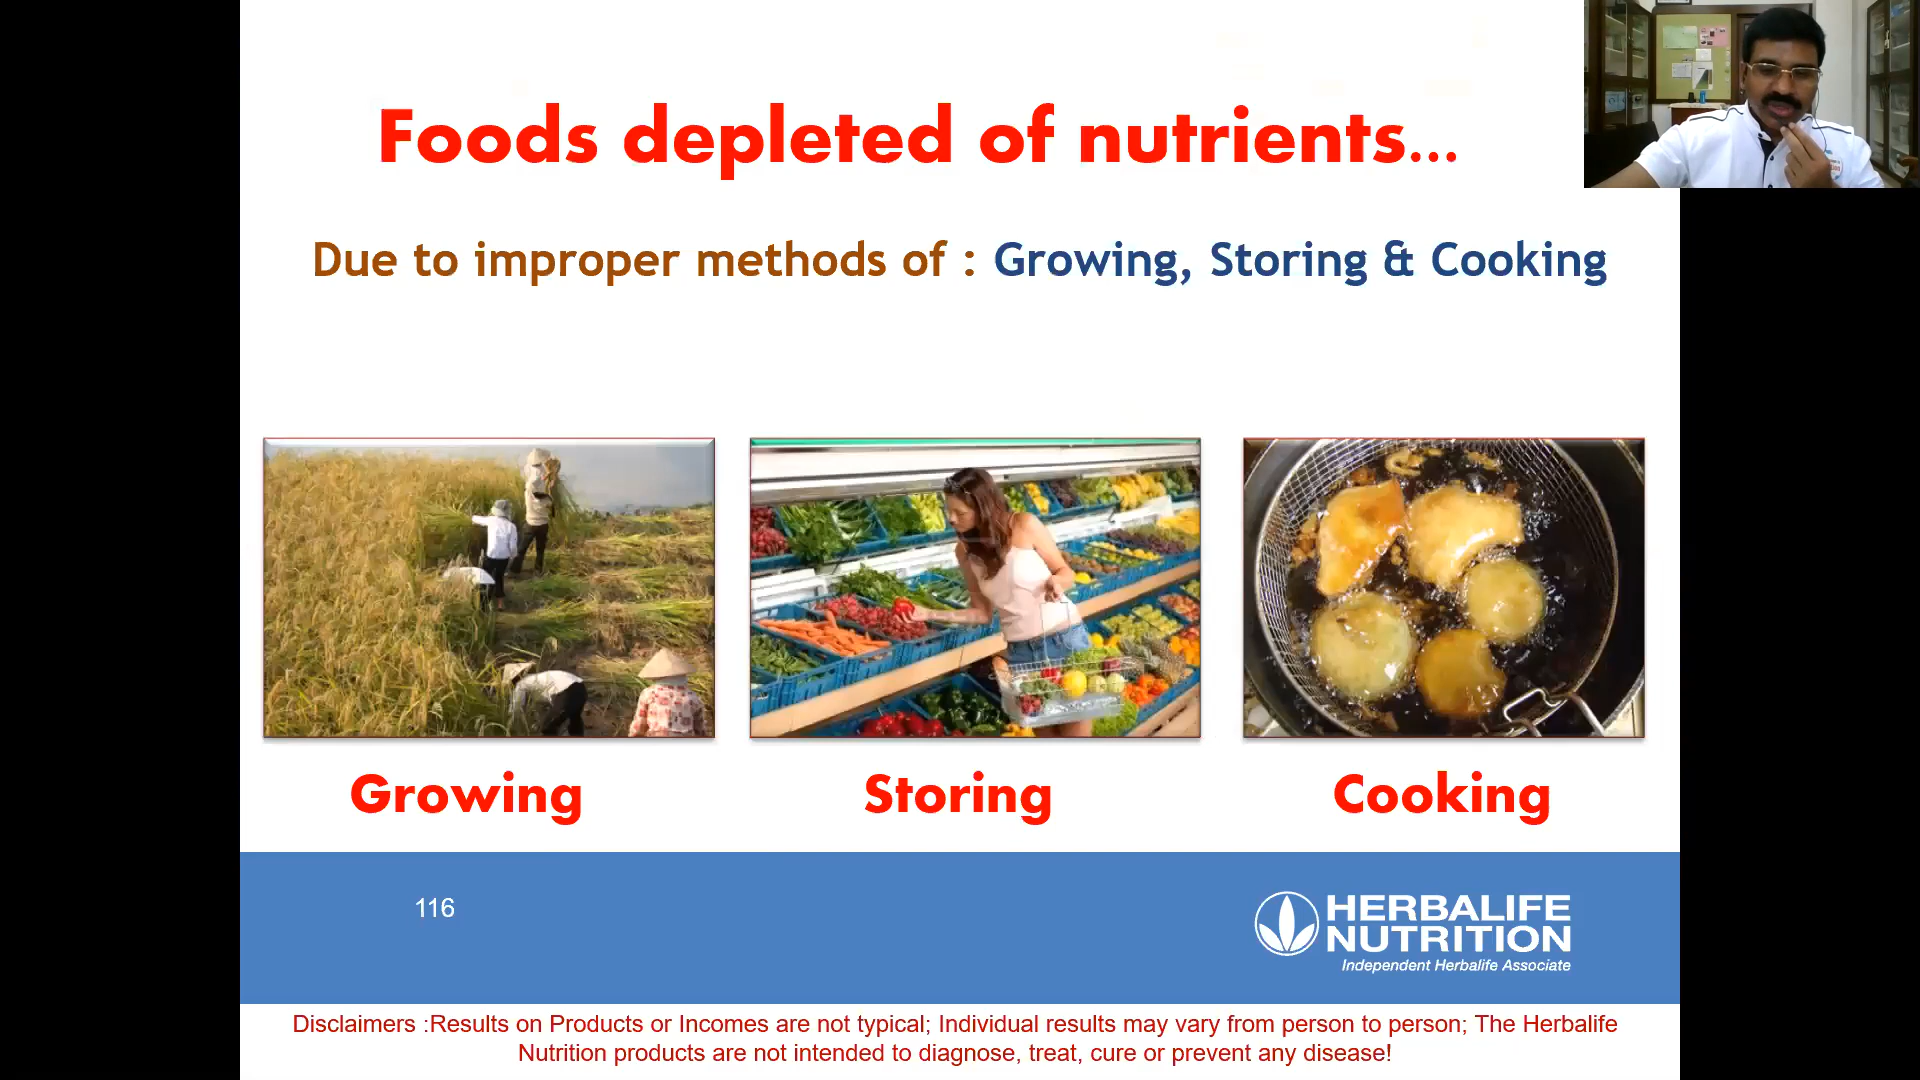 Foods depleted of nutrients...
Due to improper methods of : Growing, Storing & Cooking
Growing
Storing
Cooking
116
HERBALIFE
NUTRITION
Independent Herbalife Associate
Disclaimers :Results on Products or Incomes are not typical; Individual results may vary from person to person; The Herbalife
Nutrition products are not intended to diagnose, treat, cure or prevent any disease!